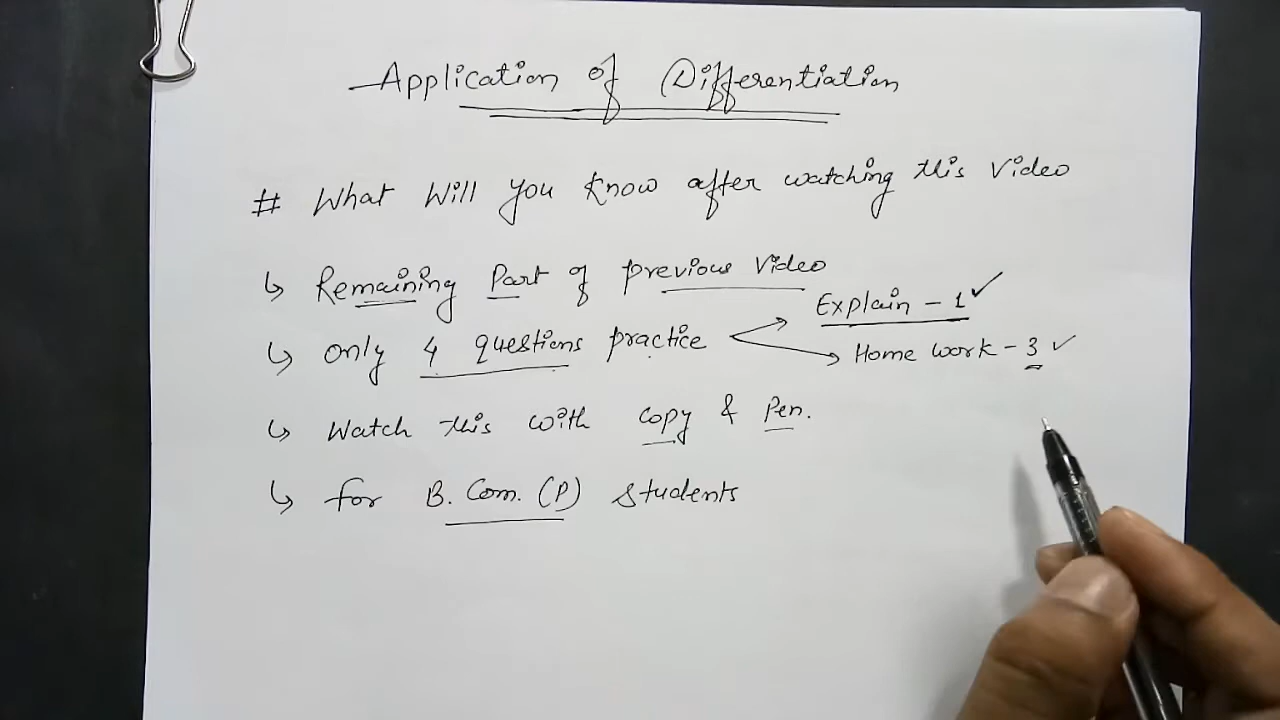 Application of Differentiation
# What Will you know after watching this video
↳ Remaining Part of previous video
Explain - 1 ✓
↳ only 4 questions practice
Home work - 3 ✓
↳ Watch this with copy & Pen.
↳ for B. Com. (P) students